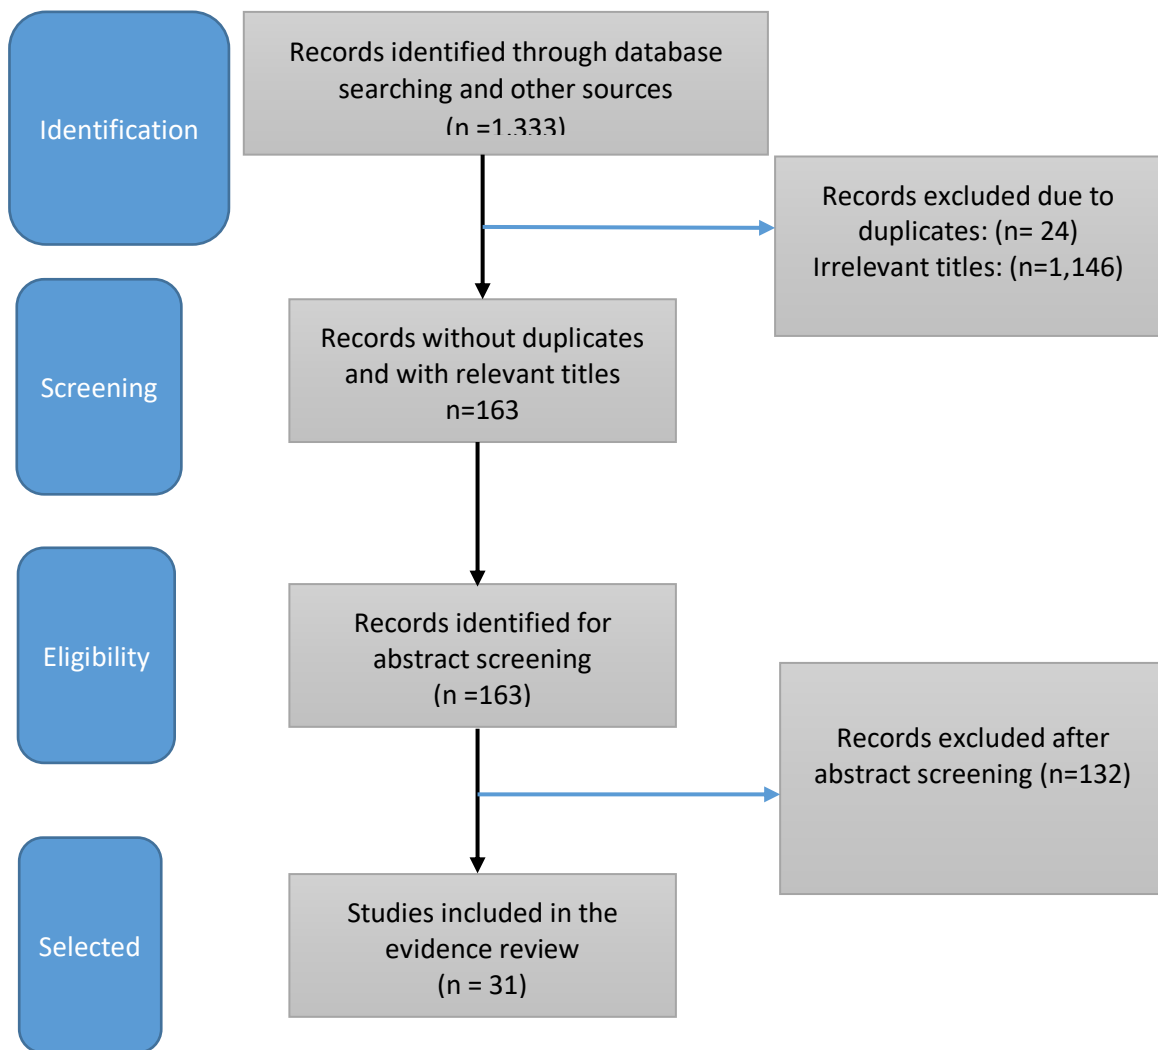 Identification
Records identified through database
searching and other sources
(n =1,333)
Records excluded due to
duplicates: (n= 24)
Irrelevant titles: (n=1,146)
Screening
Records without duplicates
and with relevant titles
n=163
Eligibility
Records identified for
abstract screening
(n =163)
Records excluded after
abstract screening (n=132)
Selected
Studies included in the
evidence review
(n = 31)